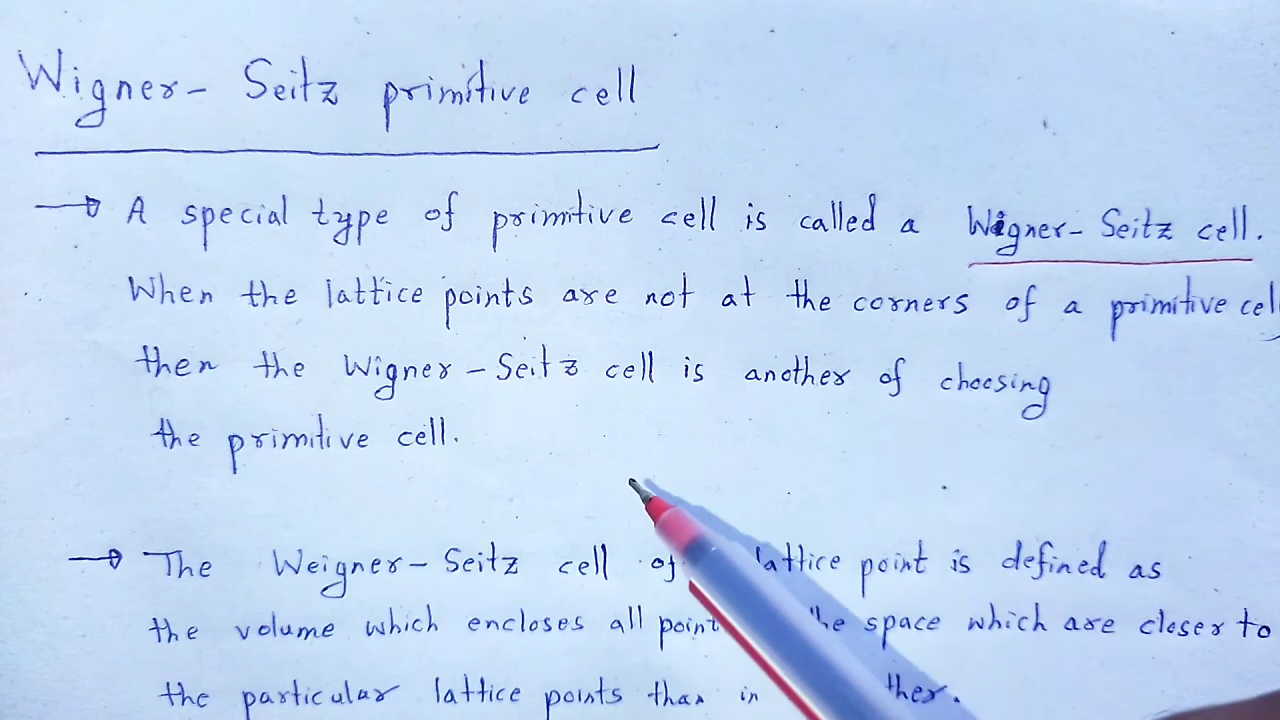 Wigner- Seitz primitive cell
A special type of primitive cell is called a Wigner- Seitz cell.
When the lattice points are not at the corners of a primitive cel
then the Wigner-Seitz cell is another of choosing
the primitive cell.
The Weigner-Seitz cell of lattice point is defined as
the volume which encloses all point space which are closer to
the particular lattice points than in